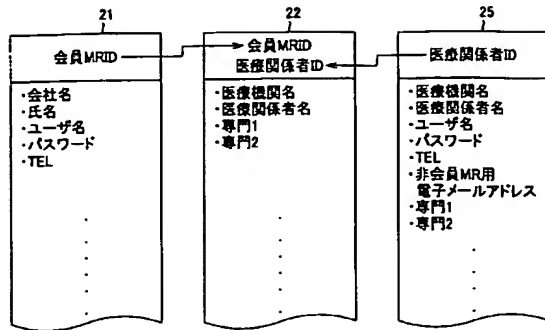 21
会員MRID
・会社名
・氏名
・ユーザ名
・パスワード
・TEL
22
会員MRID
医療関係者ID
・医療機関名
・医療関係者名
・専門1
・専門2
25
医療関係者ID
・医療機関名
・医療関係者名
・ユーザ名
・パスワード
・TEL
・非会員MR用
電子メールアドレス
・専門1
・専門2